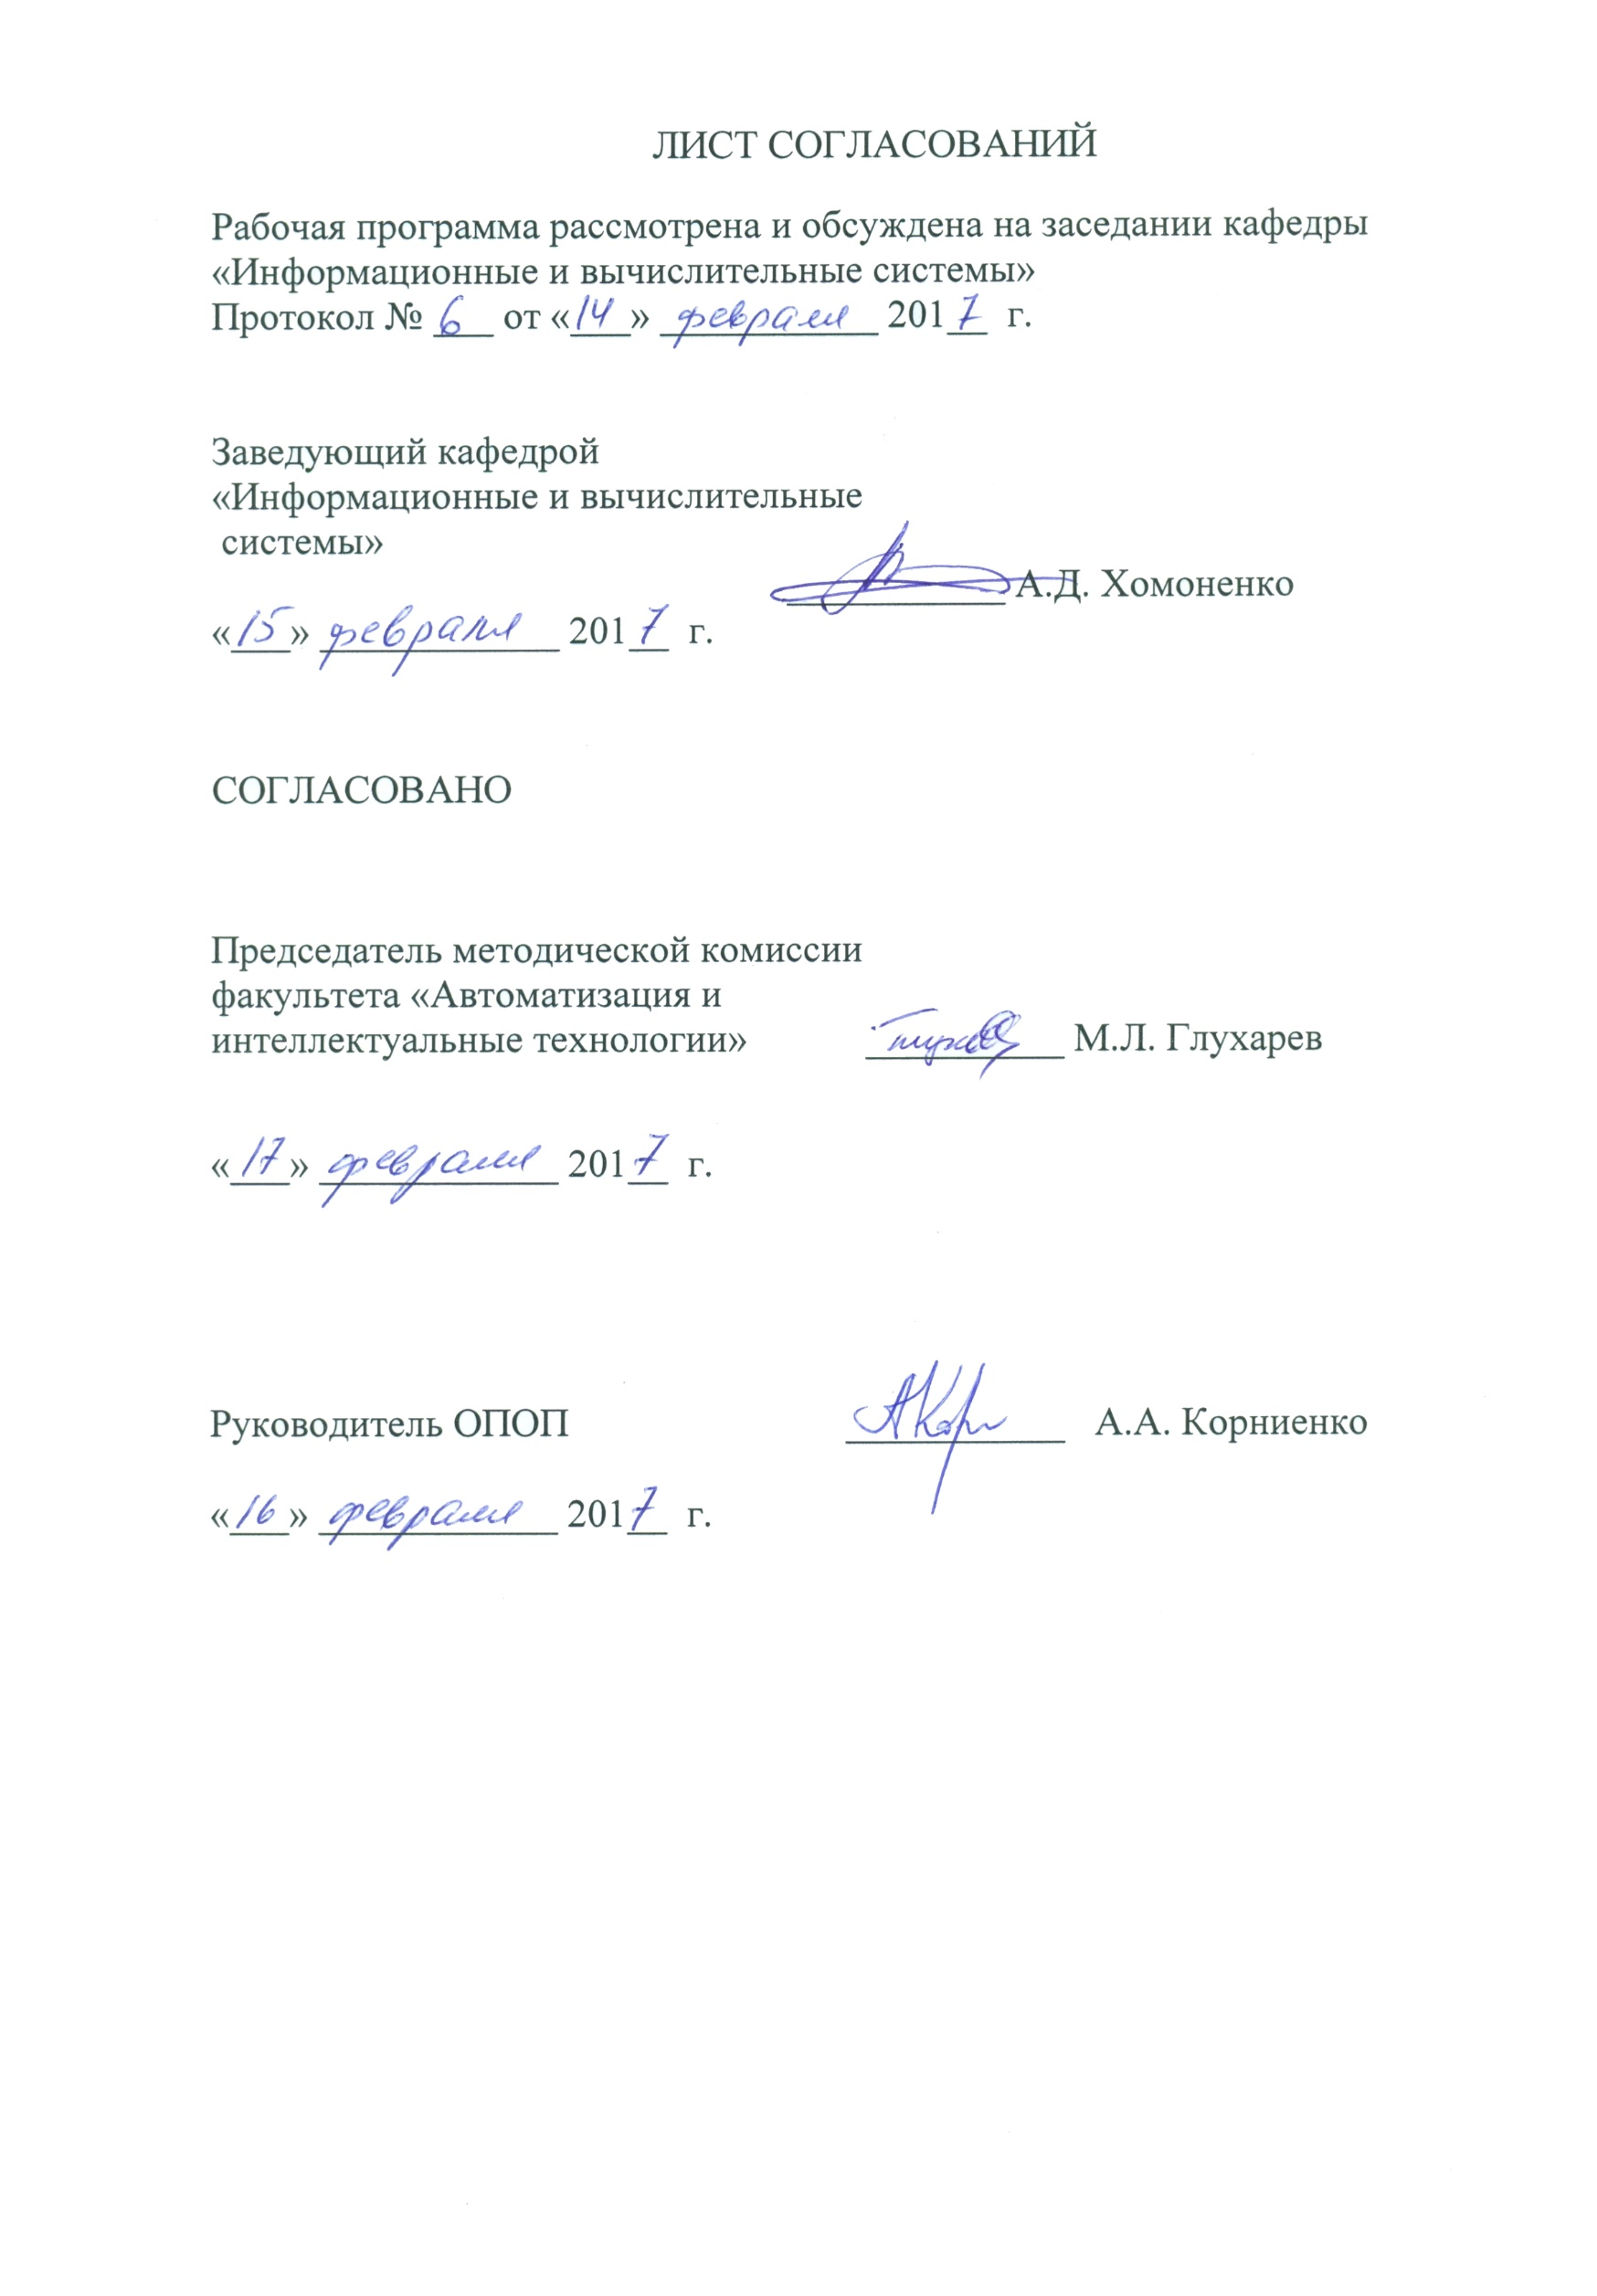 ЛИСТ СОГЛАСОВАНИЙ
Рабочая программа рассмотрена и обсуждена на заседании кафедры
«Информационные и вычислительные системы»
Протокол № 6 от «14» февраля 2017 г.
Заведующий кафедрой
«Информационные и вычислительные
системы»
А.Д. Хомоненко
«15» февраля 2017 г.
СОГЛАСОВАНО
Председатель методической комиссии
факультета «Автоматизация и
интеллектуальные технологии» М.Л. Глухарев
«17» февраля 2017 г.
Руководитель ОПОП А.А. Корниенко
«16» февраля 2017 г.